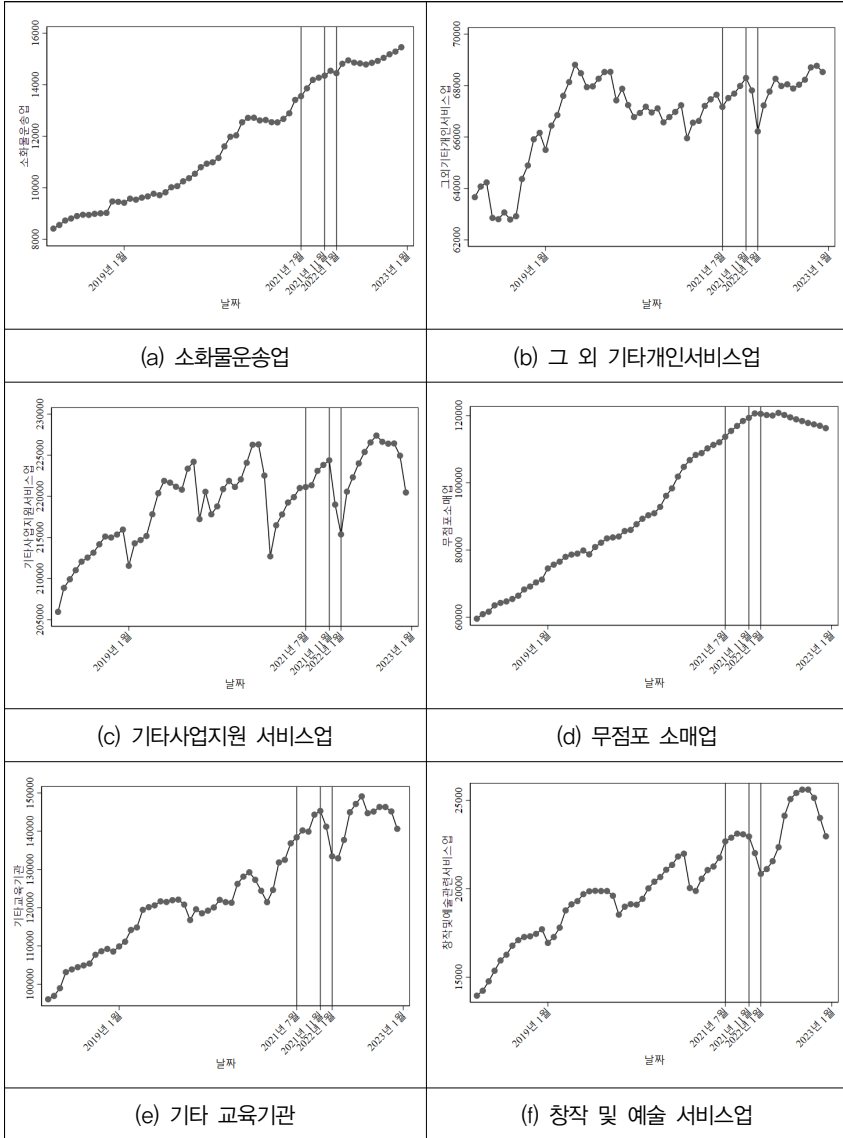 16000
14000
12000
10000
8000
소화물운송업
2019년 1월
2021년 7월
2021년 11월
2022년 1월
2023년 1월
날짜
70000
68000
66000
64000
62000
그외기타개인서비스업
2019년 1월
2021년 7월
2021년 11월
2022년 1월
2023년 1월
날짜
(a) 소화물운송업
(b) 그 외 기타개인서비스업
230000
225000
220000
215000
210000
205000
기타사업지원서비스업
2019년 1월
2021년 7월
2021년 11월
2022년 1월
2023년 1월
날짜
120000
100000
80000
60000
무점포소매업
2019년 1월
2021년 7월
2021년 11월
2022년 1월
2023년 1월
날짜
(c) 기타사업지원 서비스업
(d) 무점포 소매업
150000
140000
130000
120000
110000
100000
기타교육기관
2019년 1월
2021년 7월
2021년 11월
2022년 1월
2023년 1월
날짜
25000
20000
15000
창작및예술관련서비스업
2019년 1월
2021년 7월
2021년 11월
2022년 1월
2023년 1월
날짜
(e) 기타 교육기관
(f) 창작 및 예술 서비스업